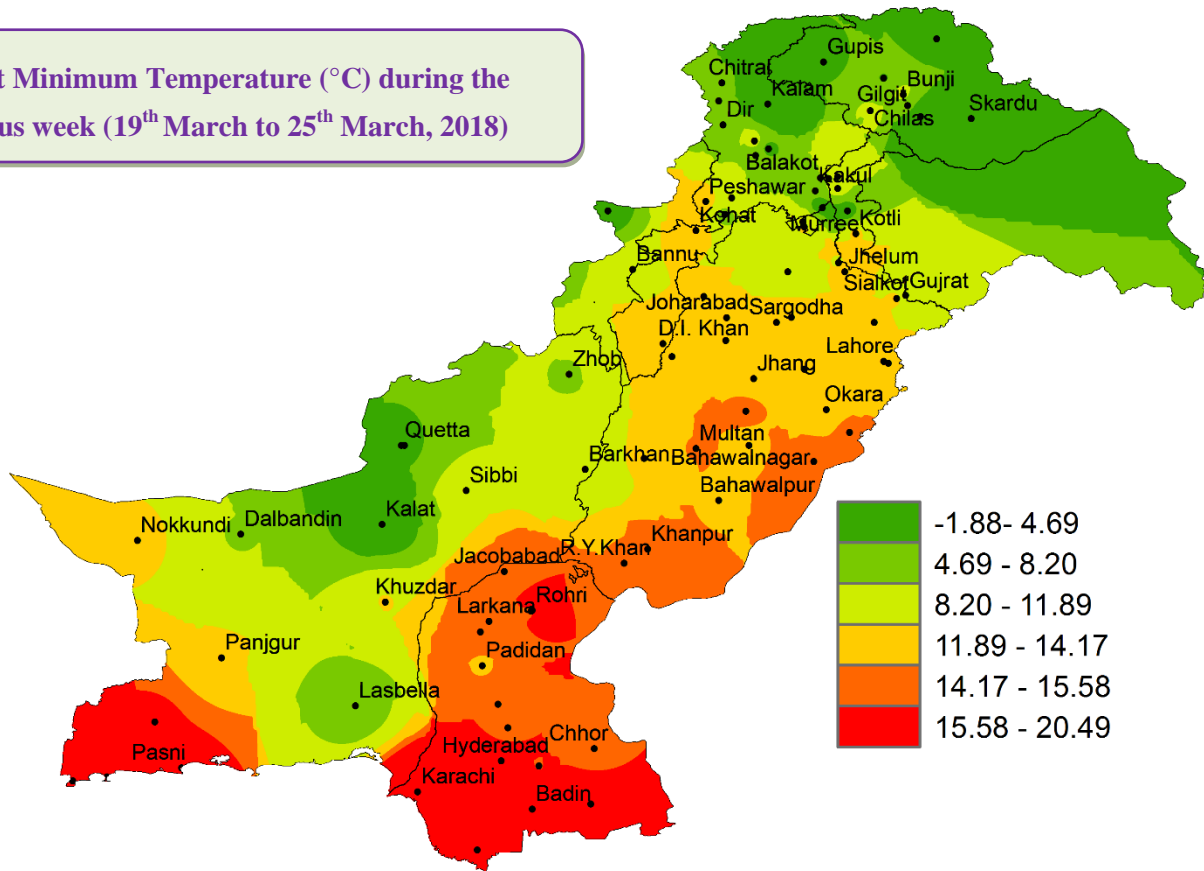 t Minimum Temperature (°C) during the
us week (19th March to 25th March, 2018)
Gupis
Chitral
Bunji
Kalam
Gilgit
Skardu
Dir
Chilas
Balakot
Kakul
Peshawar
Kohat
Murree
Kotli
Bannu
Jhelum
Sialkot
Gujrat
Joharabad
Sargodha
D.I. Khan
Lahore
Zhob
Jhang
Okara
Quetta
Multan
Barkhan
Bahawalnagar
Sibbi
Bahawalpur
Kalat
Nokkundi
Dalbandin
Khanpur
R.Y.Khan
Jacobabad
Khuzdar
Rohri
Larkana
Panjgur
Padidan
Lasbella
Chhor
Pasni
Hyderabad
Karachi
Badin
-1.88- 4.69
4.69 - 8.20
8.20 - 11.89
11.89 - 14.17
14.17 - 15.58
15.58 - 20.49